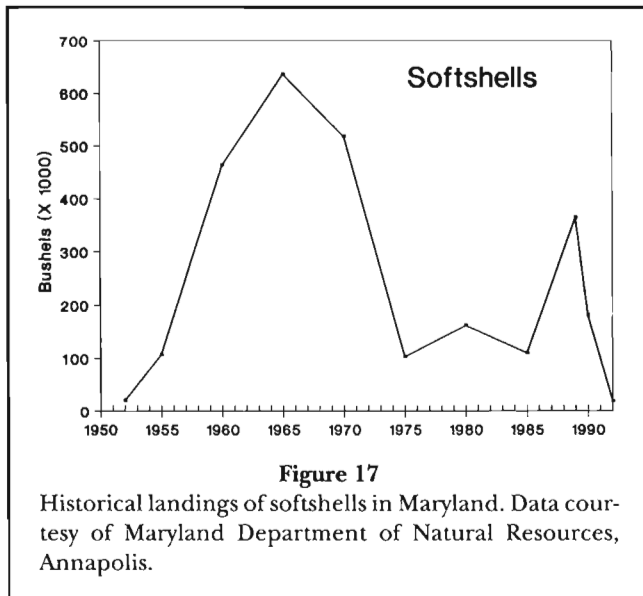 700
Softshells
600
500
400
300
200
100
0
Bushels (X 1000)
1950 1955 1960 1965 1970 1975 1980 1985 1990
Figure 17
Historical landings of softshells in Maryland. Data cour-
tesy of Maryland Department of Natural Resources,
Annapolis.